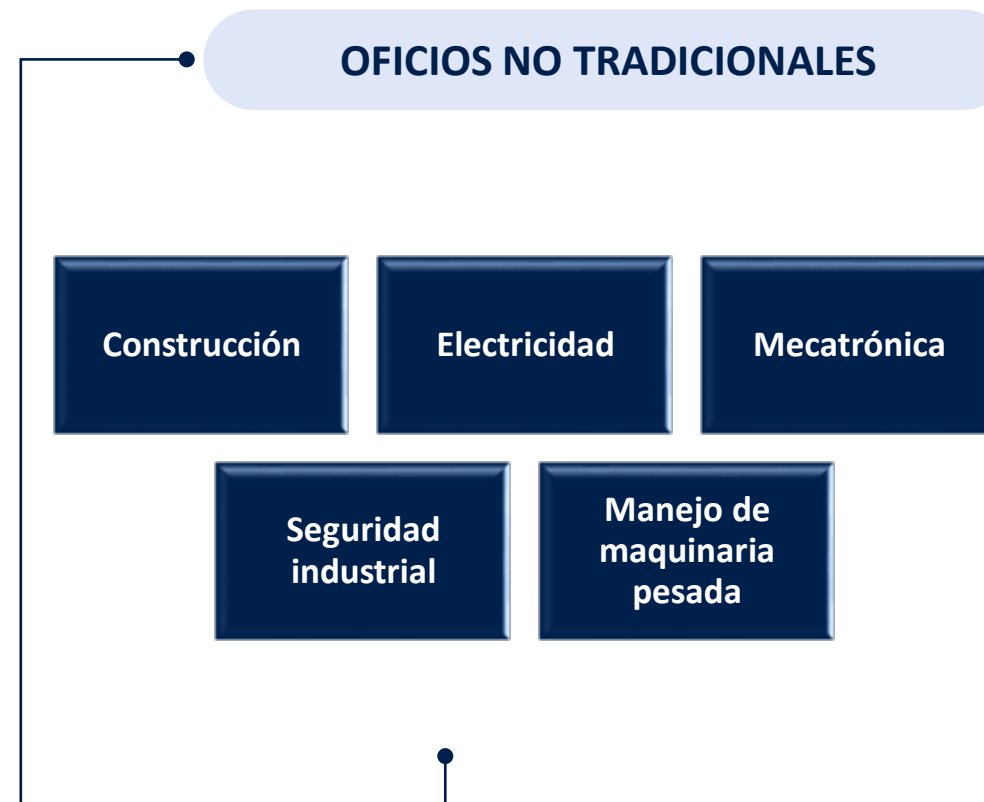 OFICIOS NO TRADICIONALES
Construcción
Electricidad
Mecatrónica
Seguridad
industrial
Manejo de
maquinaria
pesada